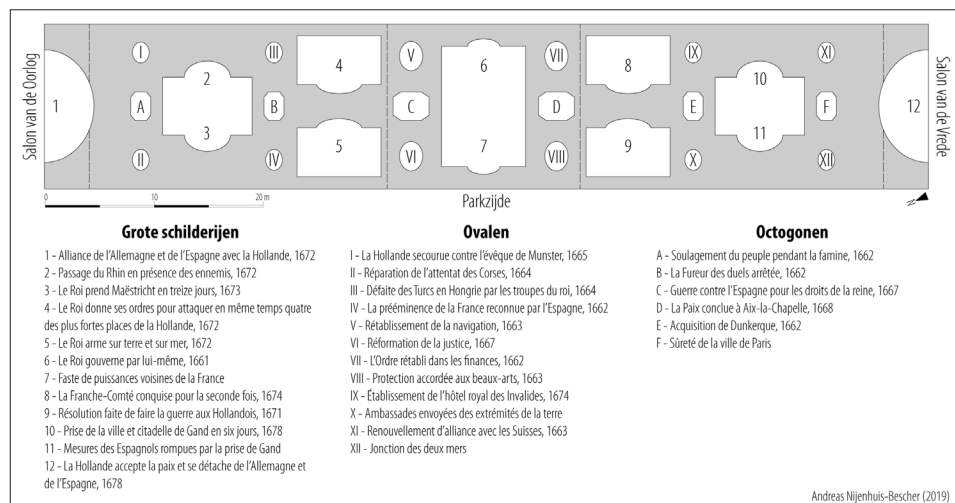 Salon van de Oorlog
1
I
II
A
2
3
III
B
IV
4
5
V
C
VI
6
7
VII
D
VIII
8
9
IX
E
X
10
11
XI
F
XII
12
Salon van de Vrede
0 10 20 m
Parkzijde
N
Grote schilderijen
1 - Alliance de l'Allemagne et de l'Espagne avec la Hollande, 1672
2 - Passage du Rhin en présence des ennemis, 1672
3 - Le Roi prend Maëstricht en treize jours, 1673
4 - Le Roi donne ses ordres pour attaquer en même temps quatre
des plus fortes places de la Hollande, 1672
5 - Le Roi arme sur terre et sur mer, 1672
6 - Le Roi gouverne par lui-même, 1661
7 - Faste de puissances voisines de la France
8 - La Franche-Comté conquise pour la seconde fois, 1674
9 - Résolution faite de faire la guerre aux Hollandois, 1671
10 - Prise de la ville et citadelle de Gand en six jours, 1678
11 - Mesures des Espagnols rompues par la prise de Gand
12 - La Hollande accepte la paix et se détache de l'Allemagne et
de l'Espagne, 1678
Ovalen
I - La Hollande secourue contre l'évêque de Munster, 1665
II - Réparation de l'attentat des Corses, 1664
III - Défaite des Turcs en Hongrie par les troupes du roi, 1664
IV - La prééminence de la France reconnue par l'Espagne, 1662
V - Rétablissement de la navigation, 1663
VI - Réformation de la justice, 1667
VII - L'Ordre rétabli dans les finances, 1662
VIII - Protection accordée aux beaux-arts, 1663
IX - Établissement de l'hôtel royal des Invalides, 1674
X - Ambassades envoyées des extrémités de la terre
XI - Renouvellement d'alliance avec les Suisses, 1663
XII - Jonction des deux mers
Octogonen
A - Soulagement du peuple pendant la famine, 1662
B - La Fureur des duels arrêtée, 1662
C - Guerre contre l'Espagne pour les droits de la reine, 1667
D - La Paix conclue à Aix-la-Chapelle, 1668
E - Acquisition de Dunkerque, 1662
F - Sûreté de la ville de Paris
Andreas Nijenhuis-Bescher (2019)